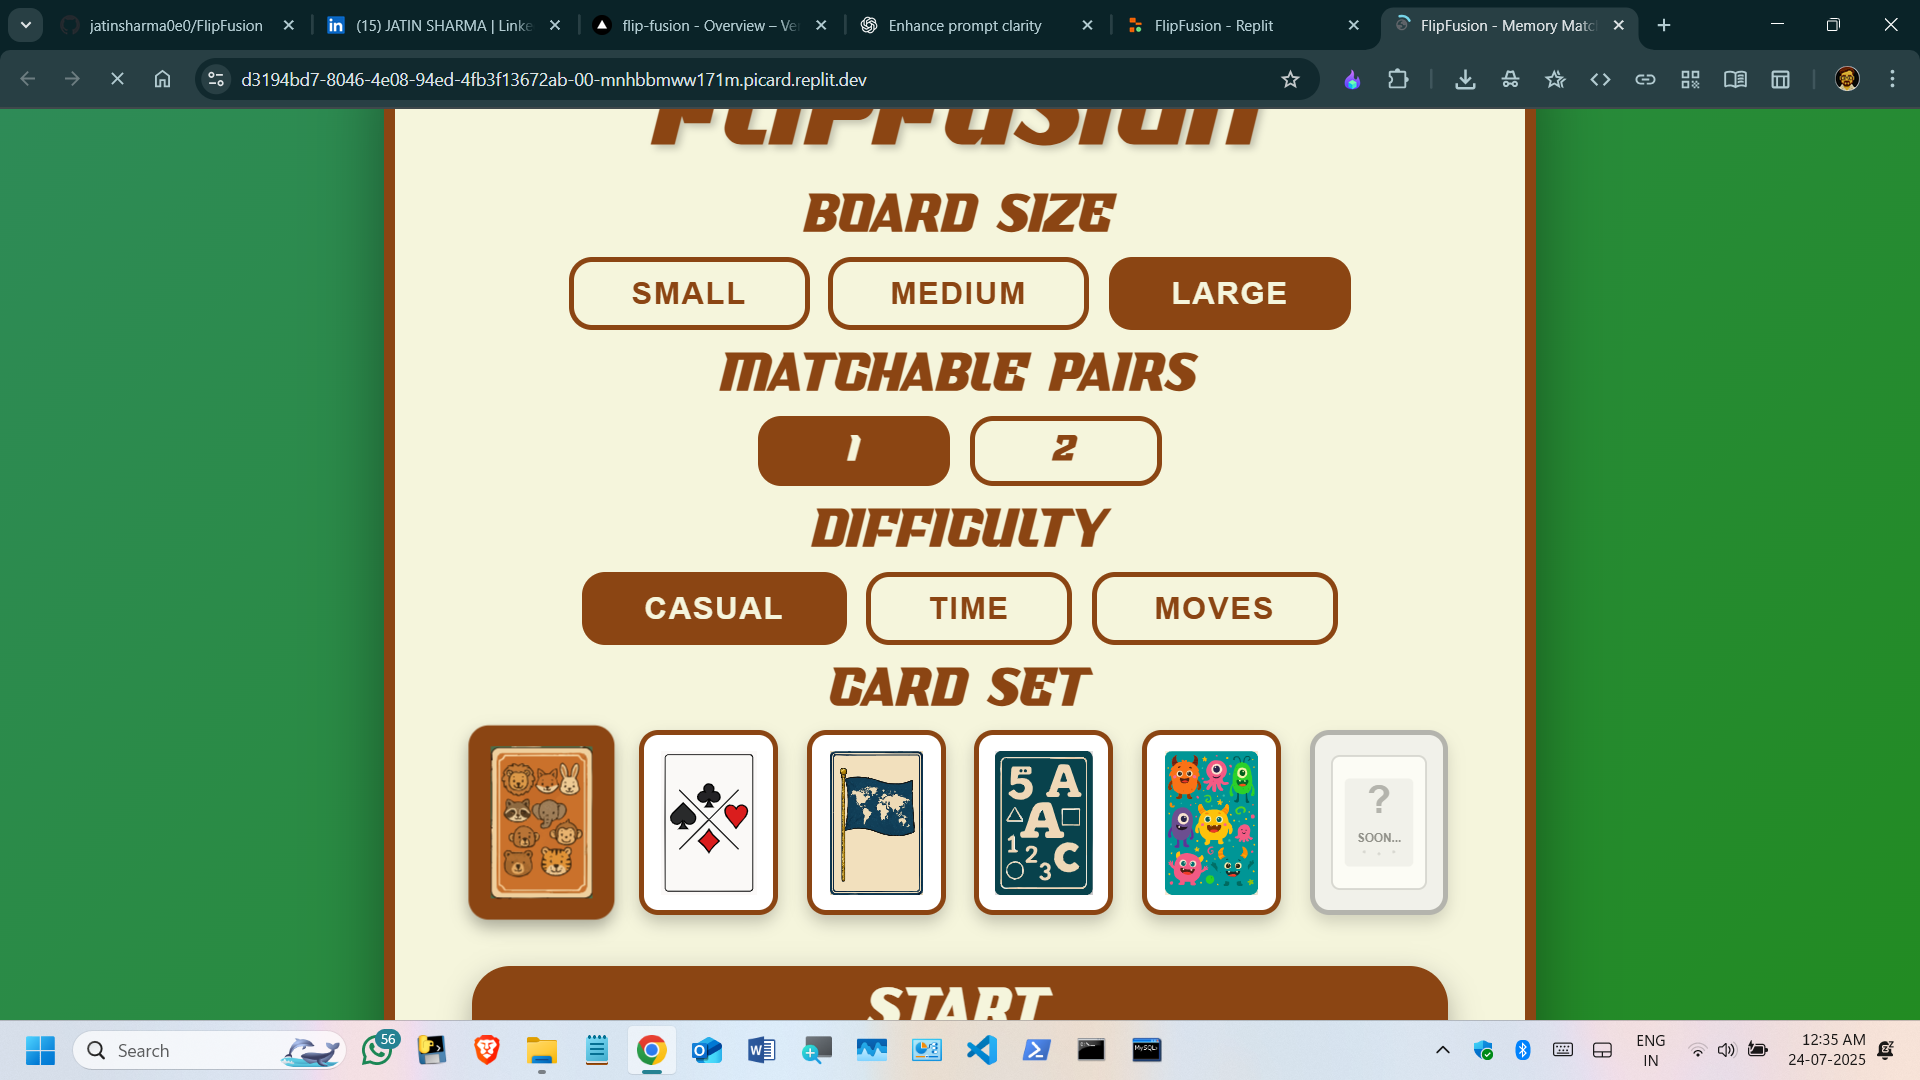 jatinsharma0e0/FlipFusion
(15) JATIN SHARMA | Linke
flip-fusion - Overview – Ve
Enhance prompt clarity
FlipFusion - Replit
FlipFusion - Memory Matc
d3194bd7-8046-4e08-94ed-4fb3f13672ab-00-mnhbbmww171m.picard.replit.dev
FLIPFUSION
BOARD SIZE
SMALL
MEDIUM
LARGE
MATCHABLE PAIRS
1
2
DIFFICULTY
CASUAL
TIME
MOVES
CARD SET
5 A
A
1 2 3 C
?
SOON...
START
Search
56
ENG
IN
12:35 AM
24-07-2025